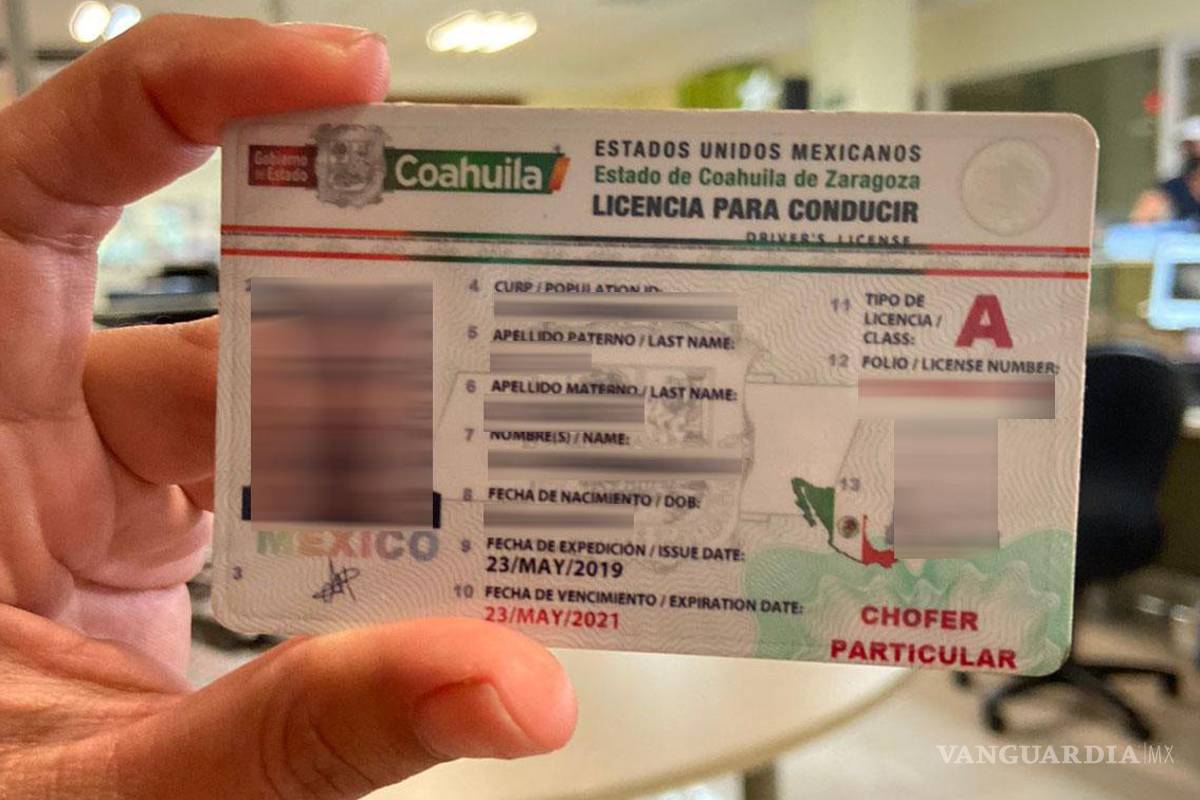 Gobierno de Estado
Coahuila
ESTADOS UNIDOS MEXICANOS
Estado de Coahuila de Zaragoza
LICENCIA PARA CONDUCIR
DRIVER'S LICENSE
4 CURP / POPULATION ID:
5 APELLIDO PATERNO / LAST NAME:
6 APELLIDO MATERNO / LAST NAME:
7 NOMBRE(S) / NAME:
8 FECHA DE NACIMIENTO / DOB:
9 FECHA DE EXPEDICIÓN / ISSUE DATE:
23/MAY/2019
10 FECHA DE VENCIMIENTO / EXPIRATION DATE:
23/MAY/2021
11 TIPO DE
LICENCIA /
CLASS:
A
12 FOLIO / LICENSE NUMBER:
13
MEXICO
3
CHOFER
PARTICULAR
VANGUARDIA|MX